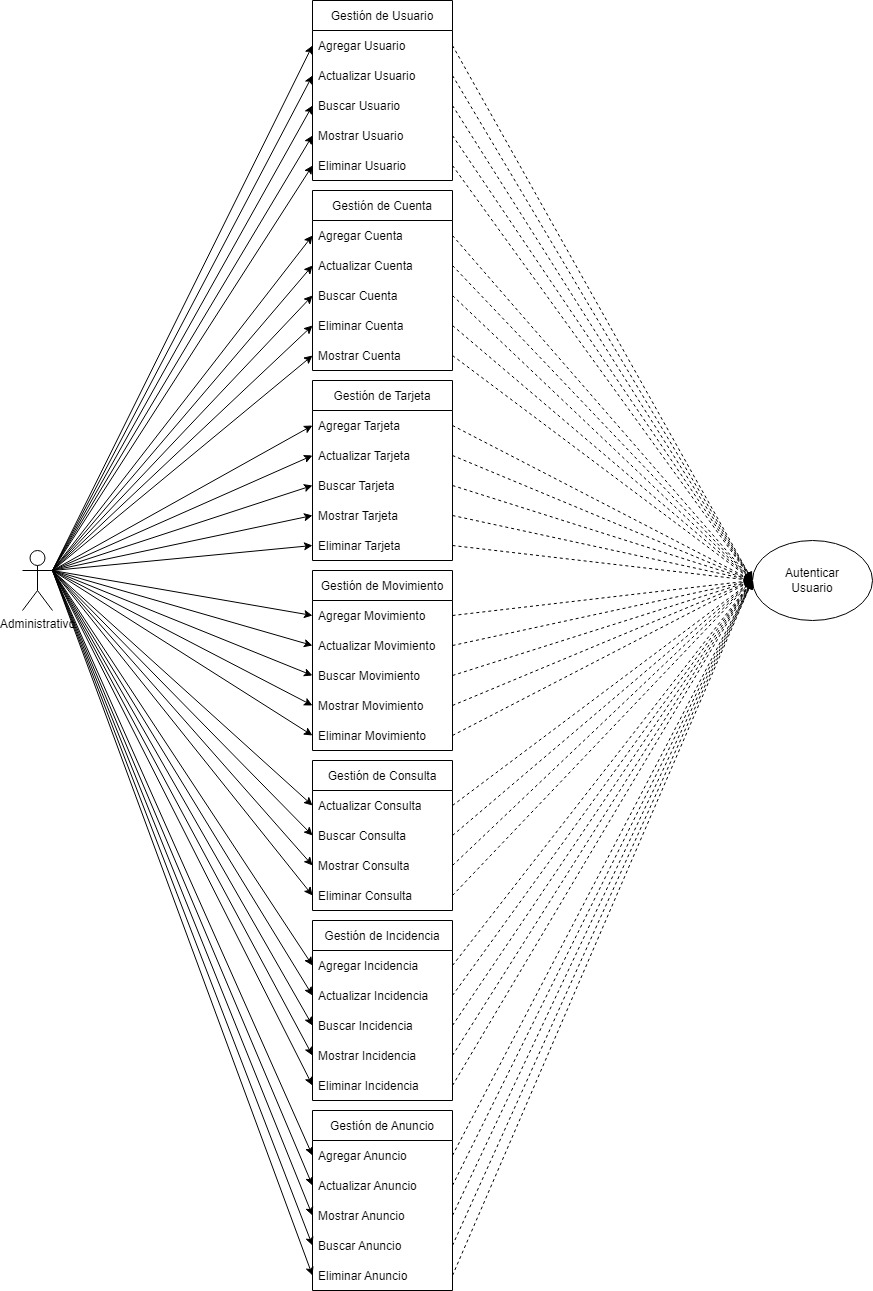 Gestión de Usuario
Agregar Usuario
Actualizar Usuario
Buscar Usuario
Mostrar Usuario
Eliminar Usuario
Gestión de Cuenta
Agregar Cuenta
Actualizar Cuenta
Buscar Cuenta
Eliminar Cuenta
Mostrar Cuenta
Gestión de Tarjeta
Agregar Tarjeta
Actualizar Tarjeta
Buscar Tarjeta
Mostrar Tarjeta
Eliminar Tarjeta
Administrativo
Gestión de Movimiento
Agregar Movimiento
Actualizar Movimiento
Buscar Movimiento
Mostrar Movimiento
Eliminar Movimiento
Gestión de Consulta
Actualizar Consulta
Buscar Consulta
Mostrar Consulta
Eliminar Consulta
Gestión de Incidencia
Agregar Incidencia
Actualizar Incidencia
Buscar Incidencia
Mostrar Incidencia
Eliminar Incidencia
Gestión de Anuncio
Agregar Anuncio
Actualizar Anuncio
Mostrar Anuncio
Buscar Anuncio
Eliminar Anuncio
Autenticar
Usuario